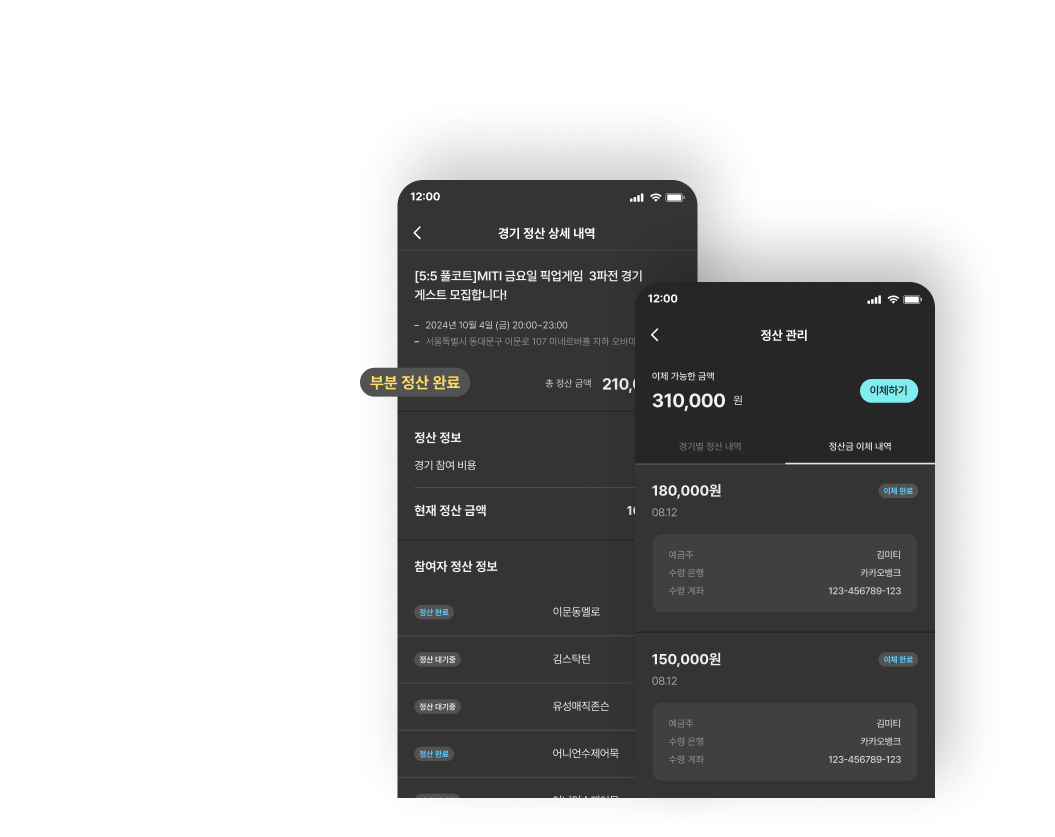 12:00
경기 정산 상세 내역
[5:5 풀코트]MITI 금요일 픽업게임 3파전 경기
게스트 모집합니다!
– 2024년 10월 4일 (금) 20:00~23:00
– 서울특별시 동대문구 이문로 107 미네르바홀 지하
부분 정산 완료
총 정산 금액 210,
정산 정보
경기 참여 비용
현재 정산 금액
참여자 정산 정보
정산 완료 이문동멜로
정산 대기중 김스탁턴
정산 대기중 유성매직존슨
정산 완료 어니언수제어묵
12:00
정산 관리
이체 가능한 금액
310,000 원
이체하기
경기별 정산 내역 정산금 이체 내역
180,000원 이체 완료
08.12
예금주 김미티
수령 은행 카카오뱅크
수령 계좌 123-456789-123
150,000원 이체 완료
08.12
예금주 김미티
수령 은행 카카오뱅크
수령 계좌 123-456789-123